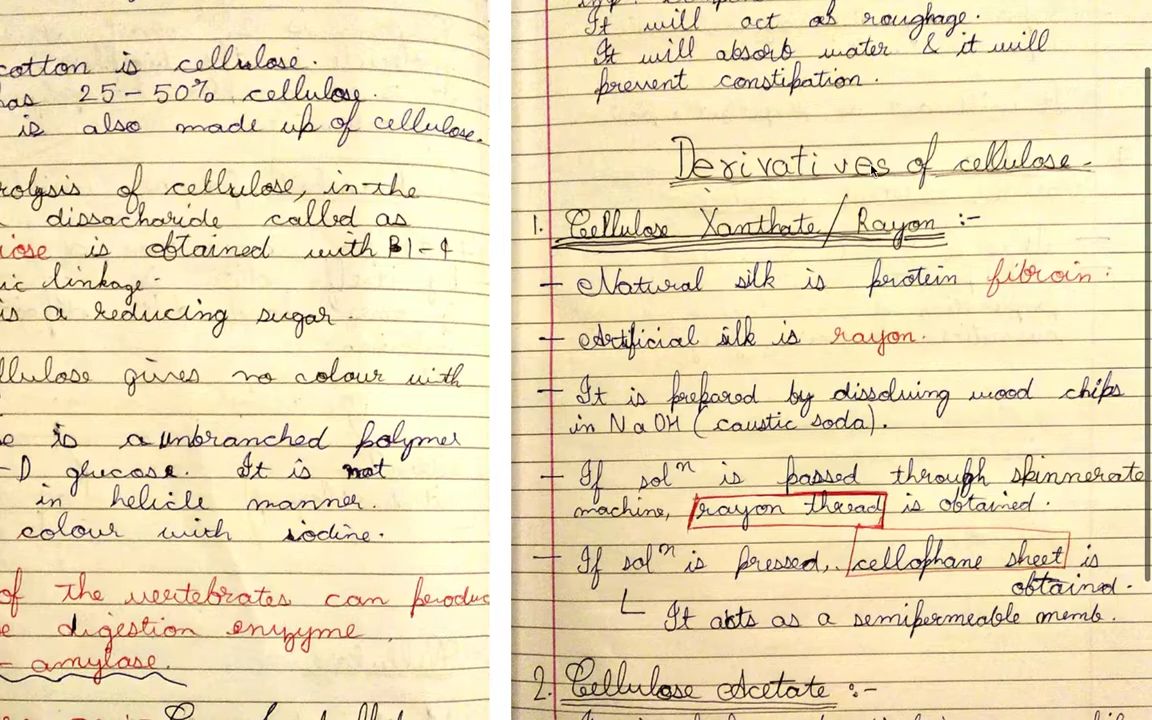 cotton is cellulose.
has 25-50% cellulose.
is also made up of cellulose.
rolysis of cellulose, in the
dissacharide called as
iose is obtained with β1-4
ic linkage.
is a reducing sugar.
llulose gives no colour with
e is a unbranched polymer
-D glucose. It is not
in helicle manner.
colour with iodine.
of the vertebrates can produc
e digestion enzyme
- amylase.
It will act as roughage.
It will absorb water & it will
prevent constipation.
Derivatives of cellulose-
1. Cellulose Xanthate/Rayon :-
- Natural silk is protein fibroin.
- Artificial silk is rayon.
- It is prepared by dissolving wood chips
in NaOH (caustic soda).
- If solⁿ is passed through skinnerate
machine, rayon thread is obtained.
- If solⁿ is pressed, cellophane sheet is
obtained.
It acts as a semipermeable memb.
2. Cellulose Acetate :-